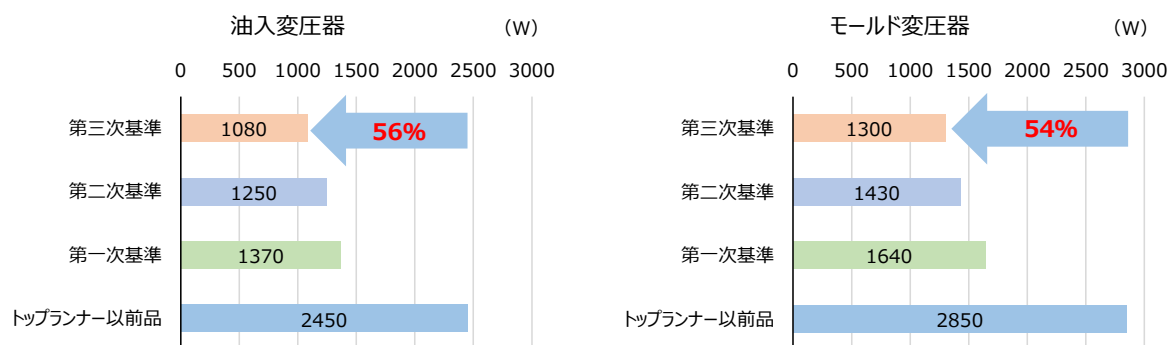 油入変圧器 (W)
0 500 1000 1500 2000 2500 3000
第三次基準 1080 56%
第二次基準 1250
第一次基準 1370
トップランナー以前品 2450
モールド変圧器 (W)
0 500 1000 1500 2000 2500 3000
第三次基準 1300 54%
第二次基準 1430
第一次基準 1640
トップランナー以前品 2850